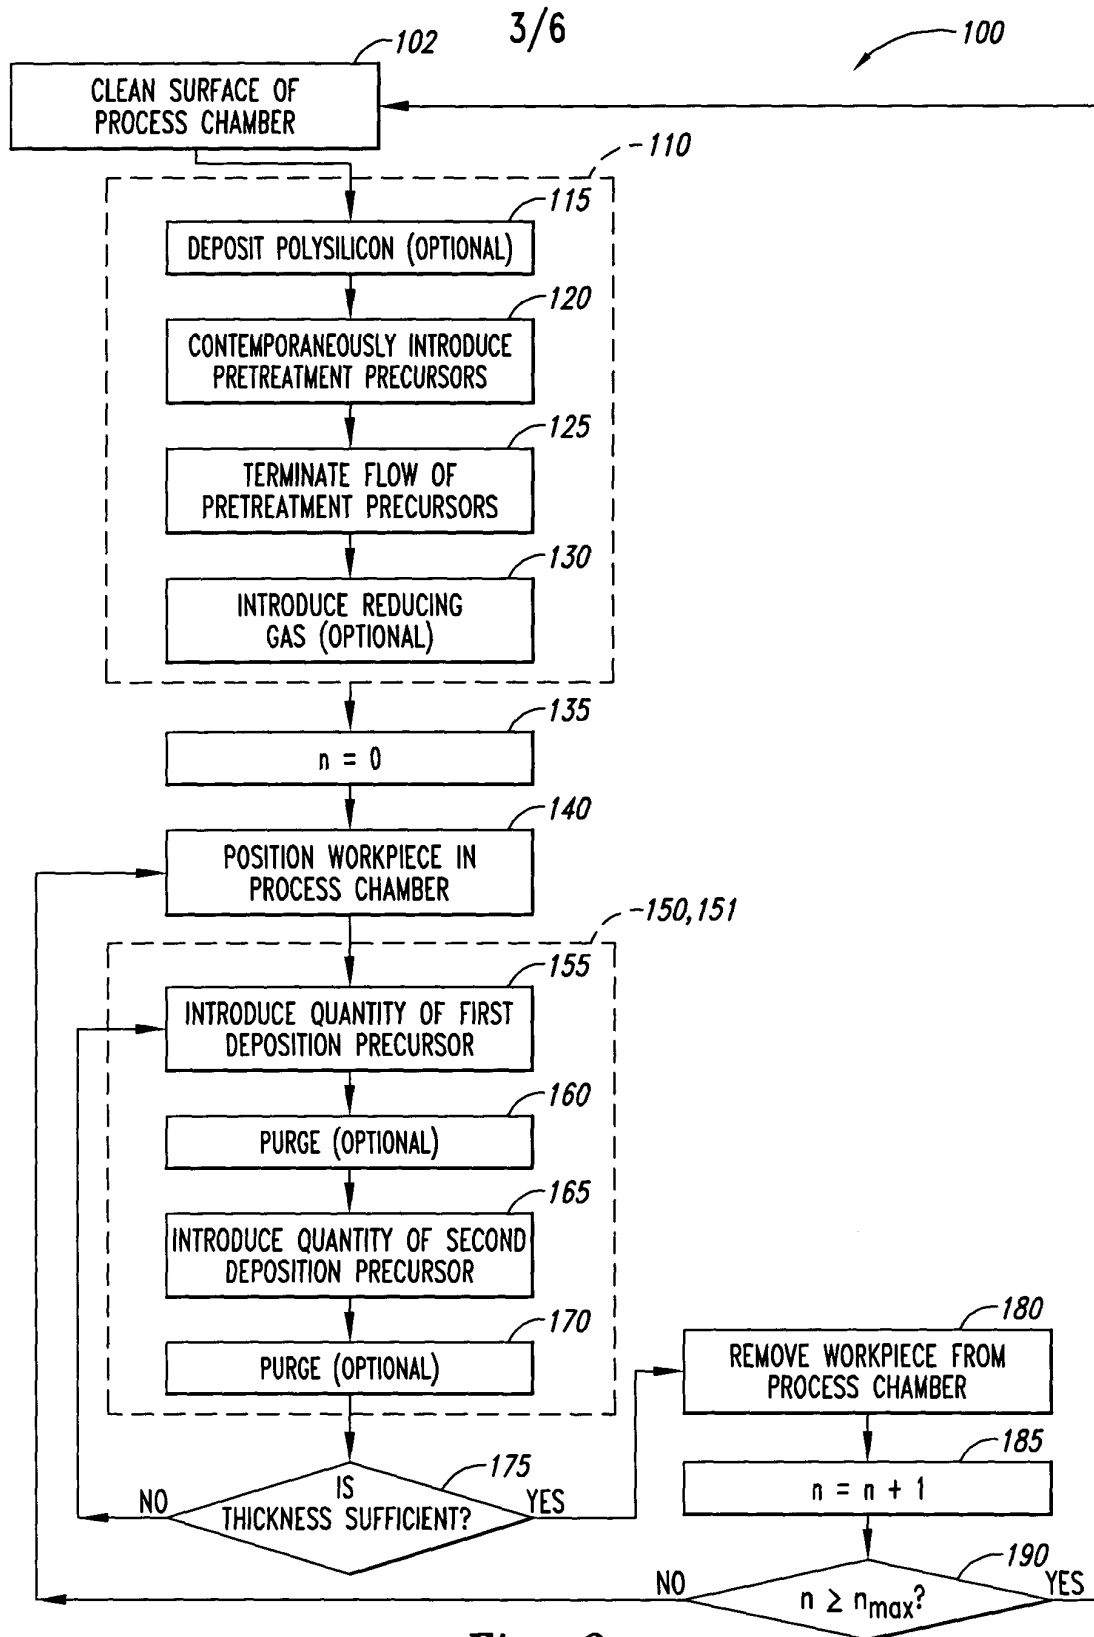 3/6
100
102
CLEAN SURFACE OF
PROCESS CHAMBER
110
115
DEPOSIT POLYSILICON (OPTIONAL)
120
CONTEMPORANEOUSLY INTRODUCE
PRETREATMENT PRECURSORS
125
TERMINATE FLOW OF
PRETREATMENT PRECURSORS
130
INTRODUCE REDUCING
GAS (OPTIONAL)
135
n = 0
140
POSITION WORKPIECE IN
PROCESS CHAMBER
150,151
155
INTRODUCE QUANTITY OF FIRST
DEPOSITION PRECURSOR
160
PURGE (OPTIONAL)
165
INTRODUCE QUANTITY OF SECOND
DEPOSITION PRECURSOR
170
PURGE (OPTIONAL)
175
IS
THICKNESS SUFFICIENT?
NO
YES
180
REMOVE WORKPIECE FROM
PROCESS CHAMBER
185
n = n + 1
190
n ≥ nmax?
NO
YES